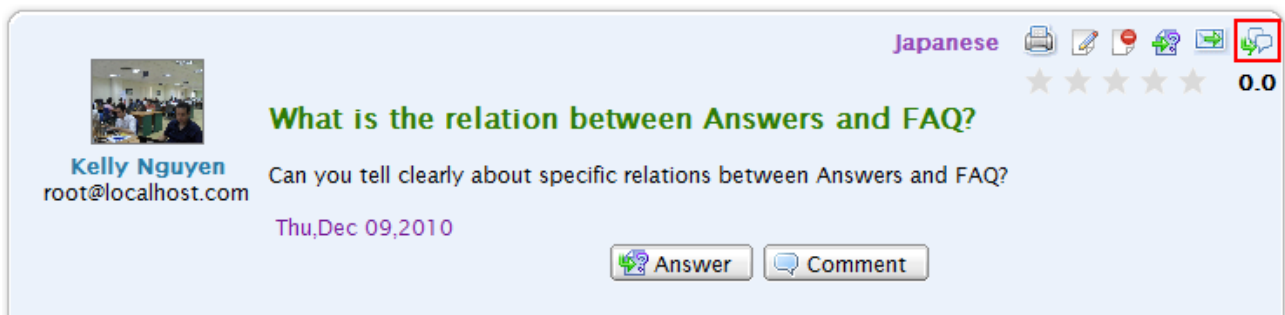 Japanese
0.0
What is the relation between Answers and FAQ?
Kelly Nguyen
root@localhost.com
Can you tell clearly about specific relations between Answers and FAQ?
Thu,Dec 09,2010
Answer Comment